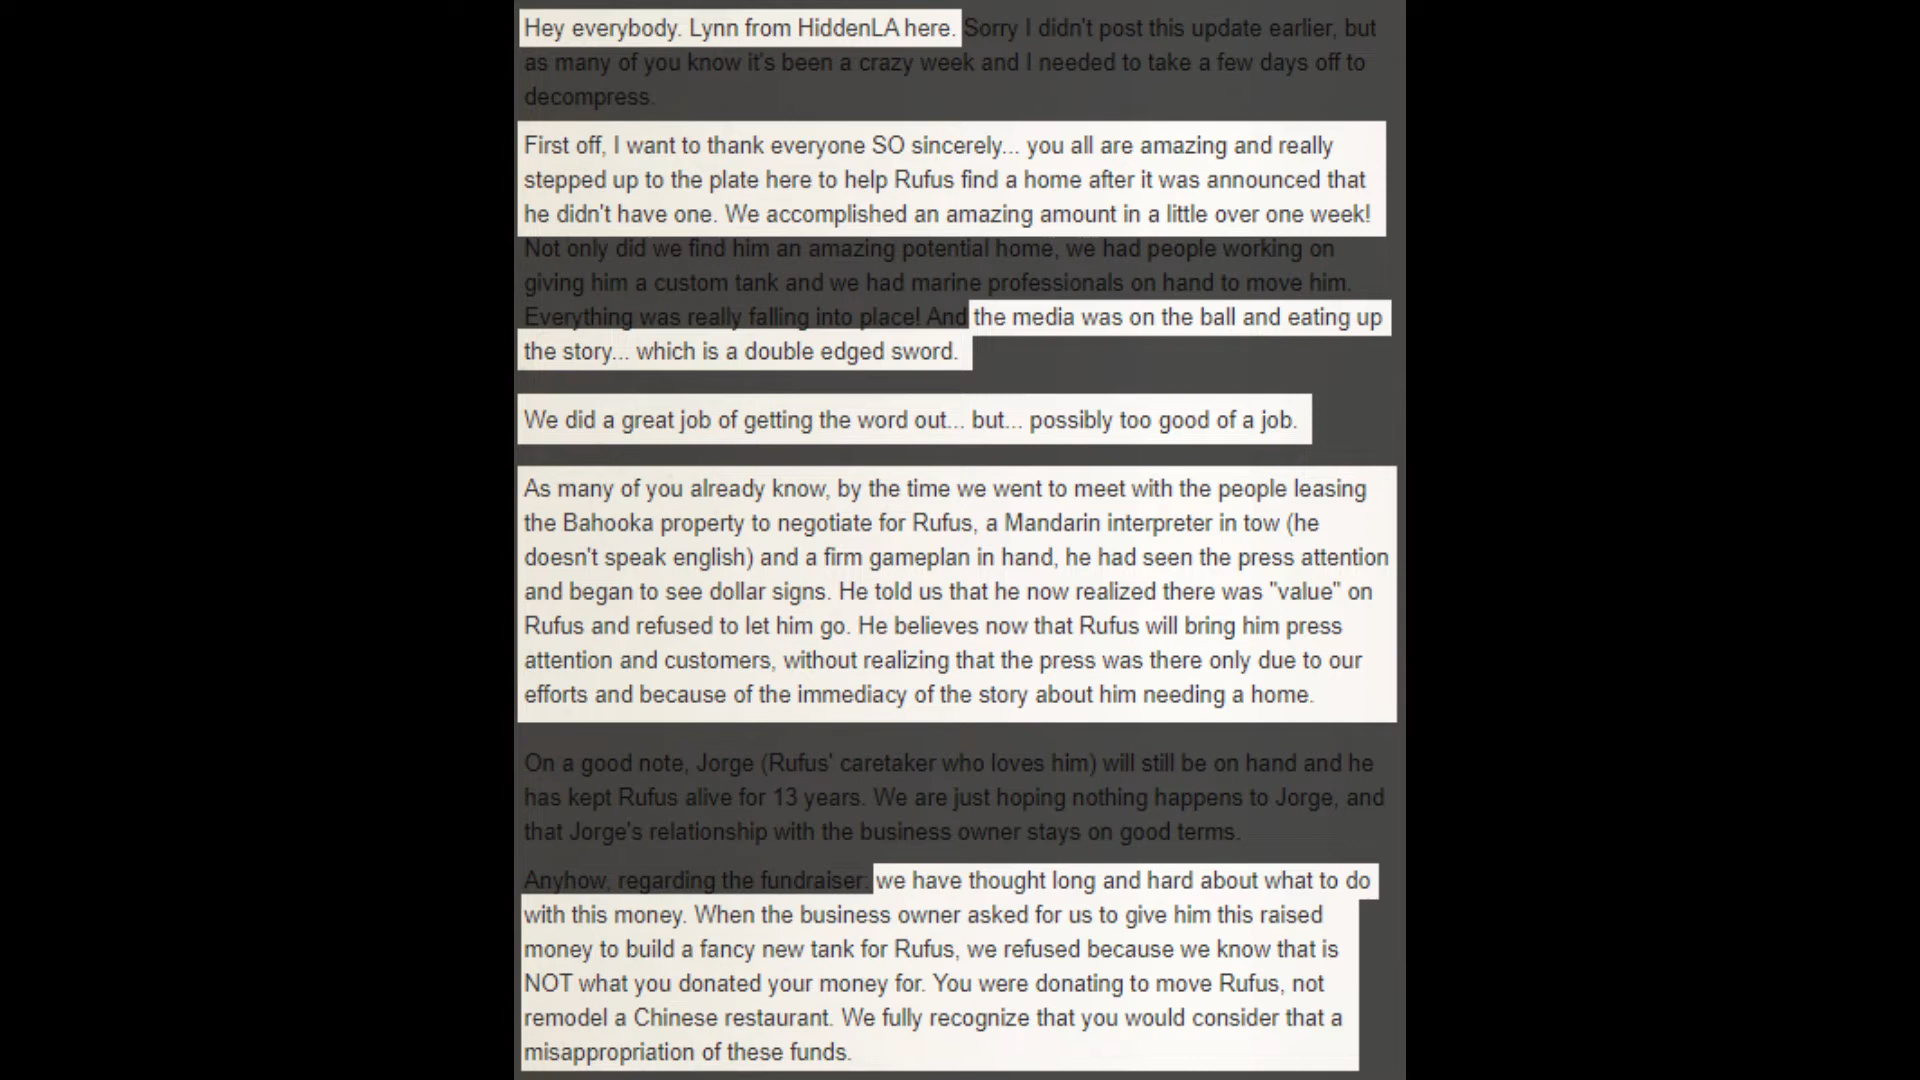 Hey everybody. Lynn from HiddenLA here. Sorry I didn't post this update earlier, but
as many of you know it's been a crazy week and I needed to take a few days off to
decompress.
First off, I want to thank everyone SO sincerely... you all are amazing and really
stepped up to the plate here to help Rufus find a home after it was announced that
he didn't have one. We accomplished an amazing amount in a little over one week!
Not only did we find him an amazing potential home, we had people working on
giving him a custom tank and we had marine professionals on hand to move him.
Everything was really falling into place! And the media was on the ball and eating up
the story... which is a double edged sword.
We did a great job of getting the word out... but... possibly too good of a job.
As many of you already know, by the time we went to meet with the people leasing
the Bahooka property to negotiate for Rufus, a Mandarin interpreter in tow (he
doesn't speak english) and a firm gameplan in hand, he had seen the press attention
and began to see dollar signs. He told us that he now realized there was "value" on
Rufus and refused to let him go. He believes now that Rufus will bring him press
attention and customers, without realizing that the press was there only due to our
efforts and because of the immediacy of the story about him needing a home.
On a good note, Jorge (Rufus' caretaker who loves him) will still be on hand and he
has kept Rufus alive for 13 years. We are just hoping nothing happens to Jorge, and
that Jorge's relationship with the business owner stays on good terms.
Anyhow, regarding the fundraiser: we have thought long and hard about what to do
with this money. When the business owner asked for us to give him this raised
money to build a fancy new tank for Rufus, we refused because we know that is
NOT what you donated your money for. You were donating to move Rufus, not
remodel a Chinese restaurant. We fully recognize that you would consider that a
misappropriation of these funds.